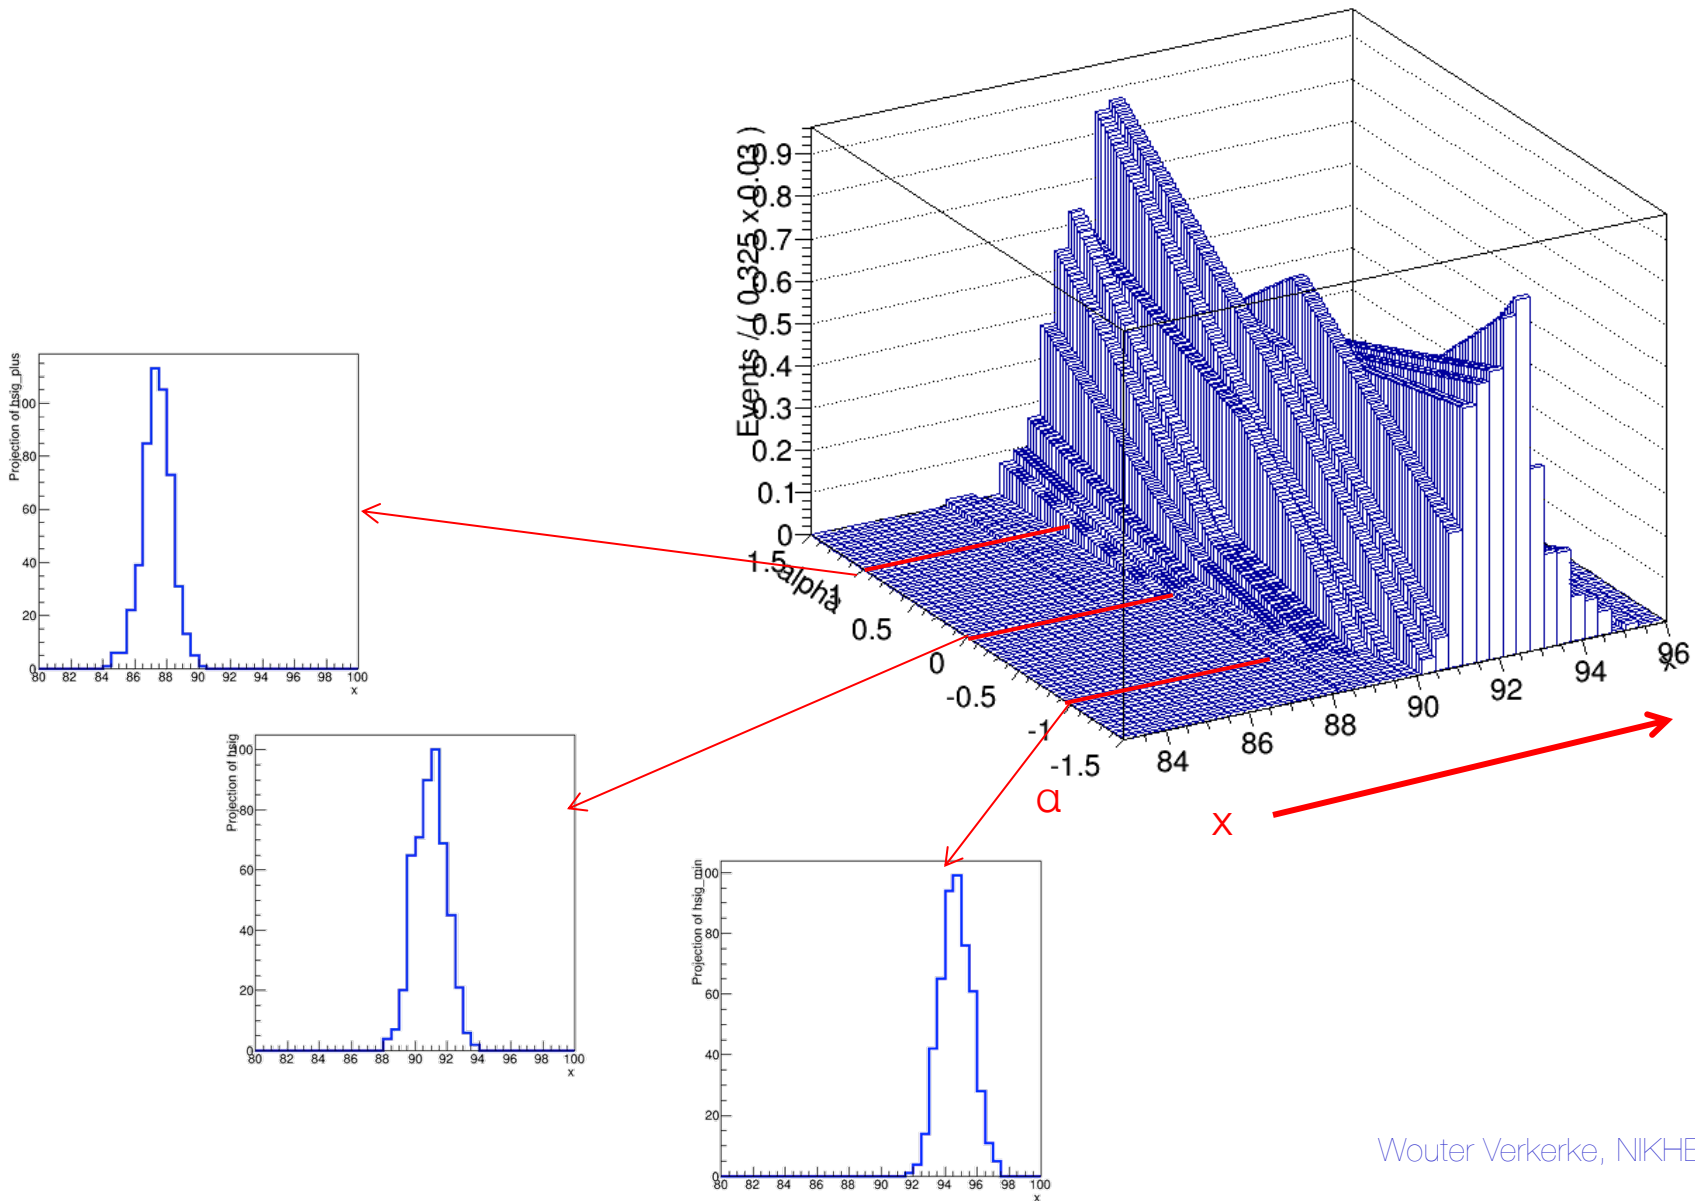 Events / ( 0.325 x 0.03 )
0.9
0.8
0.7
0.6
0.5
0.4
0.3
0.2
0.1
0
1.5
alpha
1
0.5
0
-0.5
-1
-1.5
84
86
88
90
92
94
96
x
α
x
Projection of hsig_plus
100
80
60
40
20
0
80 82 84 86 88 90 92 94 96 98 100
x
Projection of hsig
100
80
60
40
20
0
80 82 84 86 88 90 92 94 96 98 100
x
Projection of hsig_min
100
80
60
40
20
0
80 82 84 86 88 90 92 94 96 98 100
x
Wouter Verkerke, NIKHE